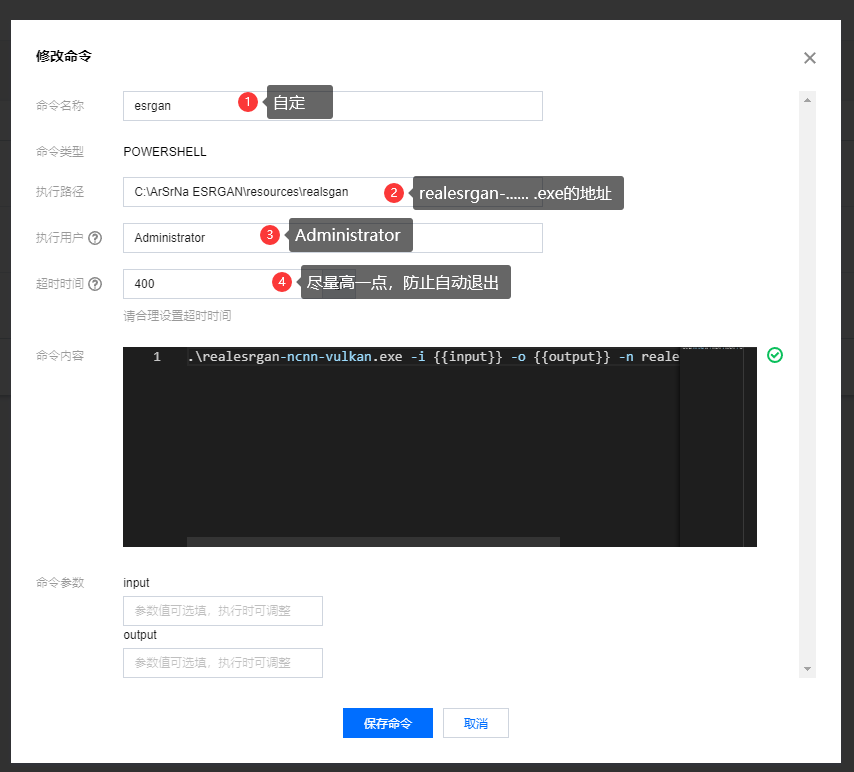 修改命令
命令名称 esrgan 1 自定
命令类型 POWERSHELL
执行路径 C:\ArSrNa ESRGAN\resources\realsgan 2 realesrgan-...... .exe的地址
执行用户 Administrator 3 Administrator
超时时间 400 4 尽量高一点，防止自动退出
请合理设置超时时间
命令内容 1 .\realesrgan-ncnn-vulkan.exe -i {{input}} -o {{output}} -n reale
命令参数 input
参数值可选填，执行时可调整
output
参数值可选填，执行时可调整
保存命令 取消